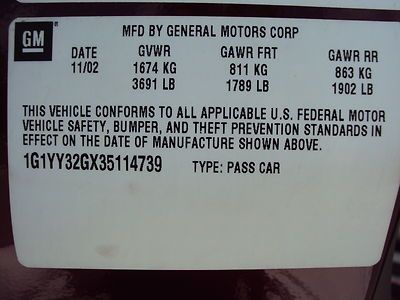 GM
MFD BY GENERAL MOTORS CORP
DATE GVWR GAWR FRT GAWR RR
11/02 1674 KG 811 KG 863 KG
3691 LB 1789 LB 1902 LB
THIS VEHICLE CONFORMS TO ALL APPLICABLE U.S. FEDERAL MOTOR
VEHICLE SAFETY, BUMPER, AND THEFT PREVENTION STANDARDS IN
EFFECT ON THE DATE OF MANUFACTURE SHOWN ABOVE.
1G1YY32GX35114739 TYPE: PASS CAR